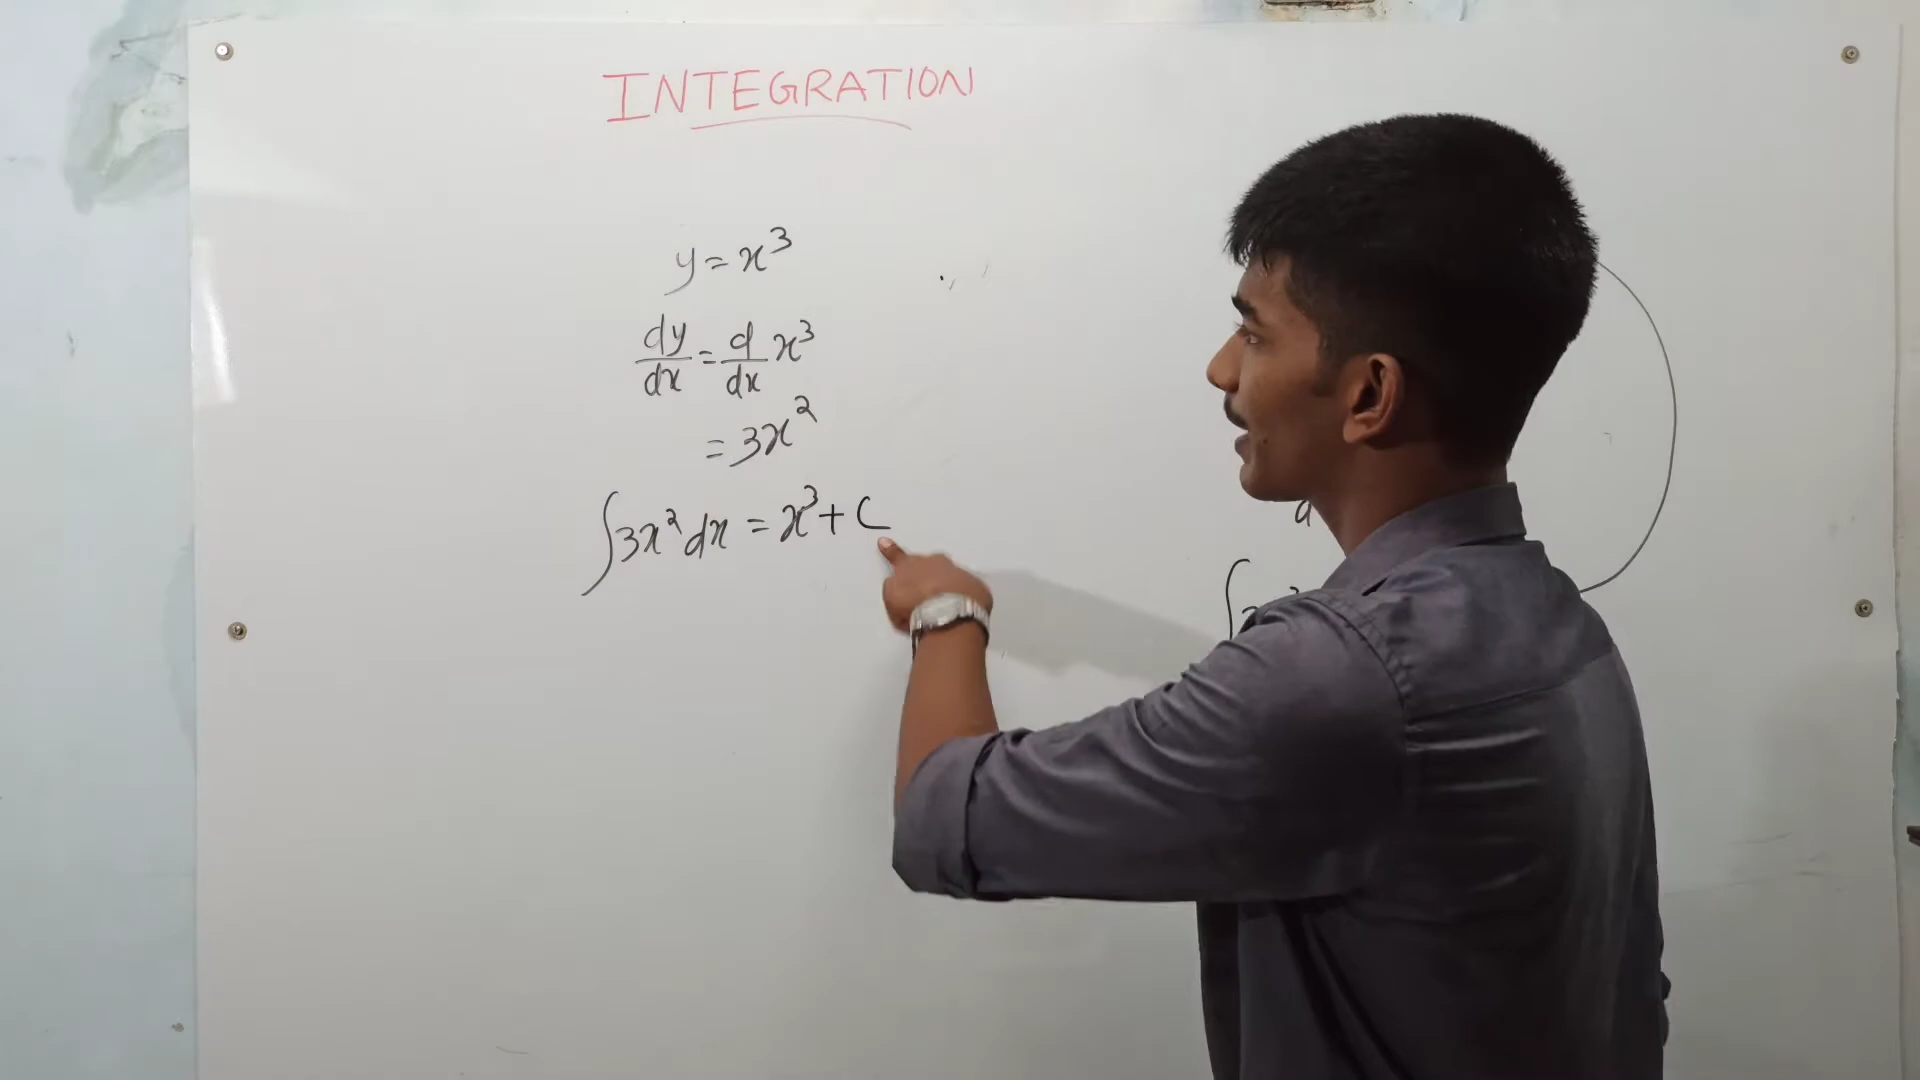 INTEGRATION
y = x³
dy/dx = d/dx x³
= 3x²
∫3x² dx = x³ + C